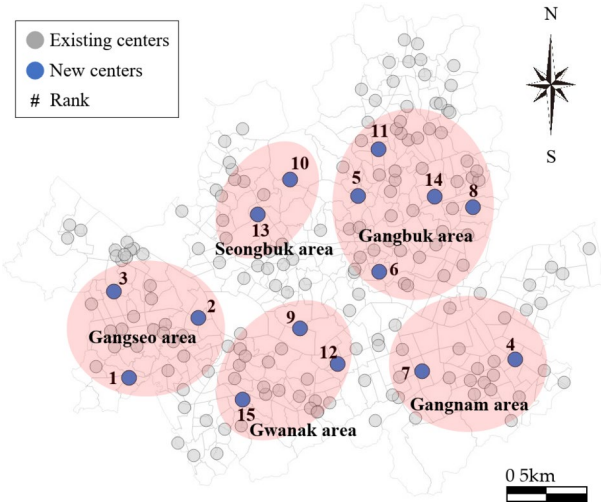 Existing centers
New centers
# Rank
N
S
11
10
5
14
8
13
Seongbuk area
Gangbuk area
6
3
2
9
Gangseo area
12
4
1
7
15
Gangnam area
Gwanak area
0 5km